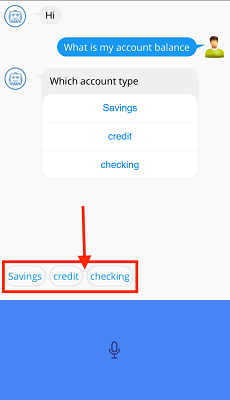 Hi
What is my account balance
Which account type
Savings
credit
checking
Savings credit checking